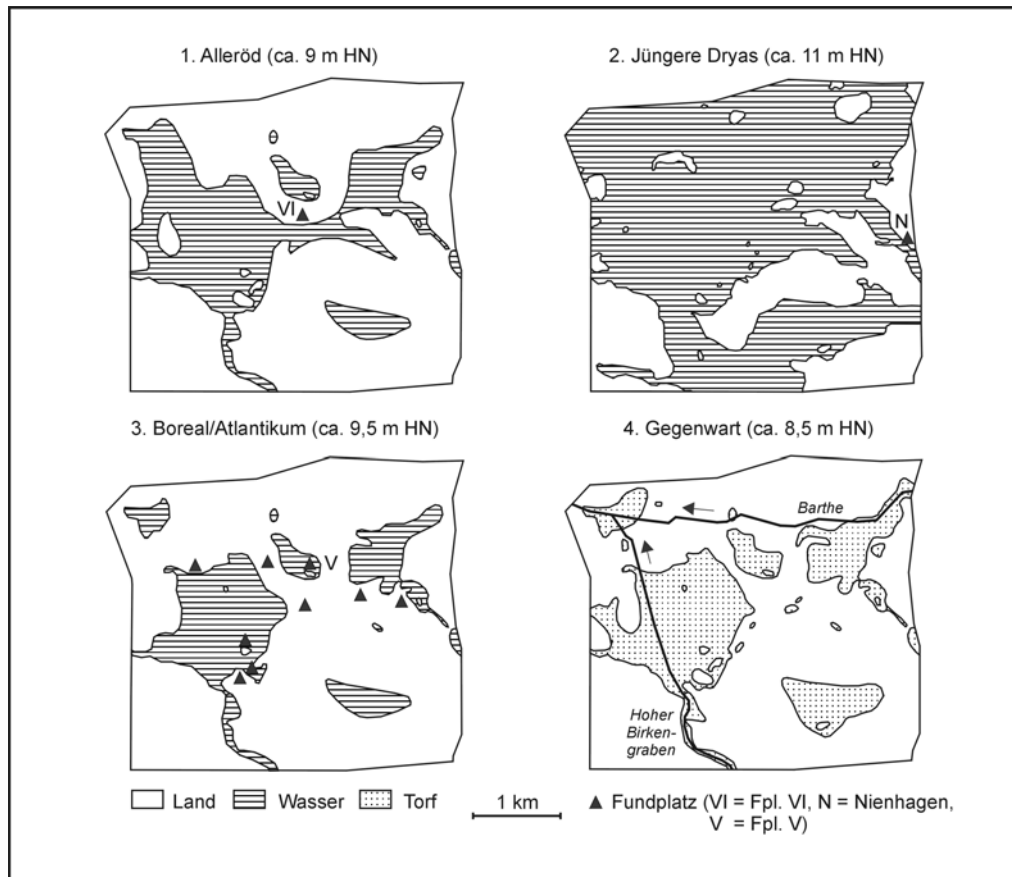 1. Alleröd (ca. 9 m HN)
2. Jüngere Dryas (ca. 11 m HN)
VI
N
3. Boreal/Atlantikum (ca. 9,5 m HN)
4. Gegenwart (ca. 8,5 m HN)
V
Barthe
Hoher
Birken-
graben
Land
Wasser
Torf
1 km
Fundplatz (VI = Fpl. VI, N = Nienhagen,
V = Fpl. V)